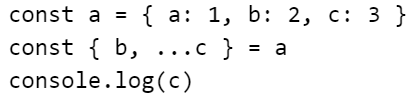 const a = { a: 1, b: 2, c: 3 }
const { b, ...c } = a
console.log(c)